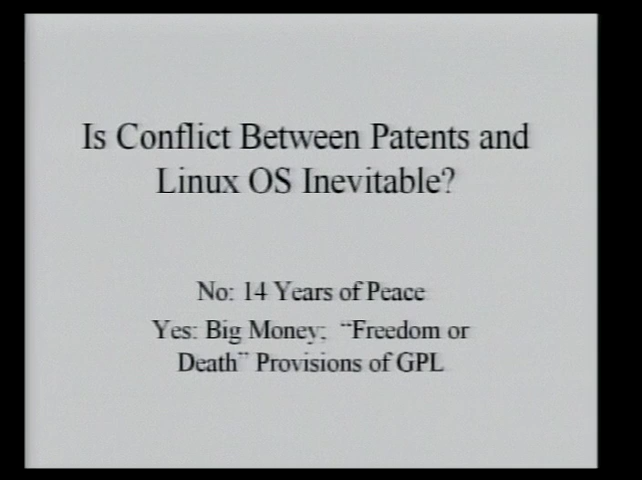 Is Conflict Between Patents and
Linux OS Inevitable?
No: 14 Years of Peace
Yes: Big Money; “Freedom or
Death” Provisions of GPL